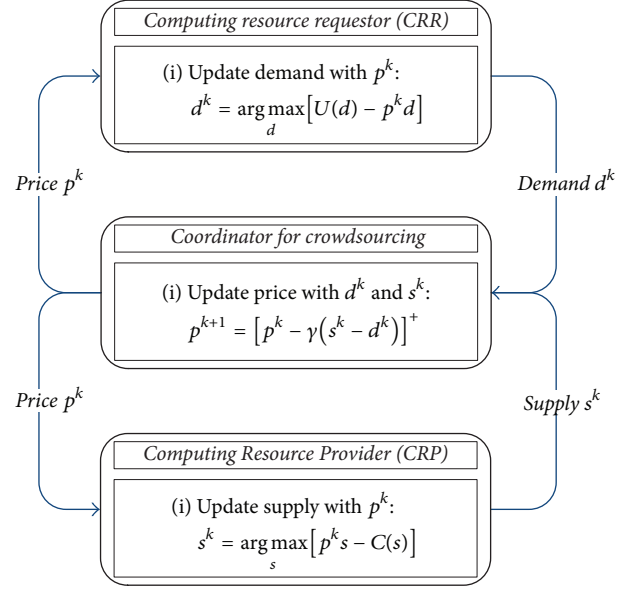 Computing resource requestor (CRR)
(i) Update demand with p^k:
d^k = arg max_d [U(d) − p^k d]
Price p^k
Demand d^k
Coordinator for crowdsourcing
(i) Update price with d^k and s^k:
p^{k+1} = [p^k − γ(s^k − d^k)]^+
Price p^k
Supply s^k
Computing Resource Provider (CRP)
(i) Update supply with p^k:
s^k = arg max_s [p^k s − C(s)]